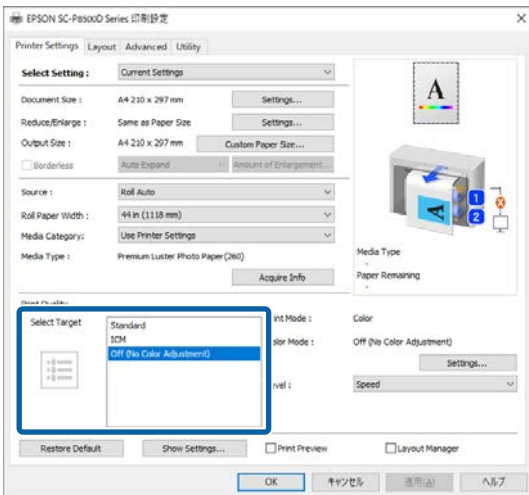 EPSON SC-P8500D Series 印刷設定
Printer Settings Layout Advanced Utility
Select Setting : Current Settings
Document Size : A4 210 x 297 mm Settings...
Reduce/Enlarge : Same as Paper Size Settings...
Output Size : A4 210 x 297 mm Custom Paper Size...
Borderless Auto Expand Amount of Enlargement...
Source : Roll Auto
Roll Paper Width : 44 in (1118 mm)
Media Category: Use Printer Settings
Media Type : Premium Luster Photo Paper(260)
Acquire Info
A
A
1
2
Media Type
-
Paper Remaining
-
Print Quality
Select Target Standard
ICM
Off (No Color Adjustment)
int Mode : Color
olor Mode : Off (No Color Adjustment)
Settings...
evel : Speed
Restore Default Show Settings... Print Preview Layout Manager
OK キャンセル 適用(A) ヘルプ